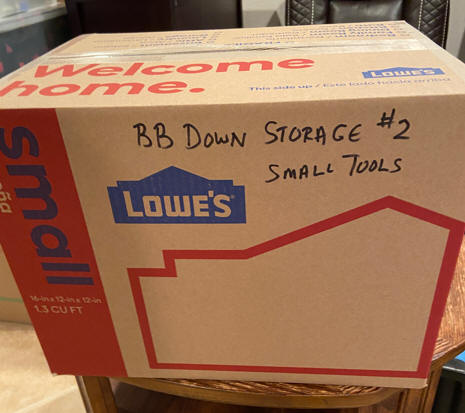 Welcome
home.
LOWE'S
This side up / Este lado hacia arriba
BB DOWN STORAGE #2
SMALL TOOLS
LOWE'S
small
16-in x 12-in x 12-in
1.3 CU FT